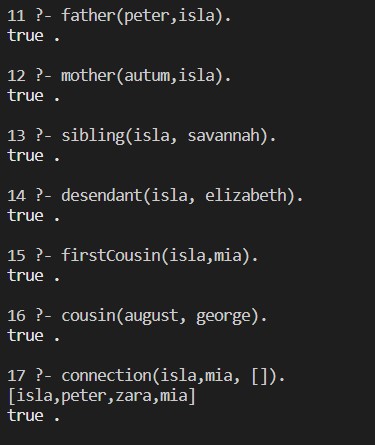 11 ?- father(peter,isla).
true .
12 ?- mother(autum,isla).
true .
13 ?- sibling(isla, savannah).
true .
14 ?- desendant(isla, elizabeth).
true .
15 ?- firstCousin(isla,mia).
true .
16 ?- cousin(august, george).
true .
17 ?- connection(isla,mia, []).
[isla,peter,zara,mia]
true .